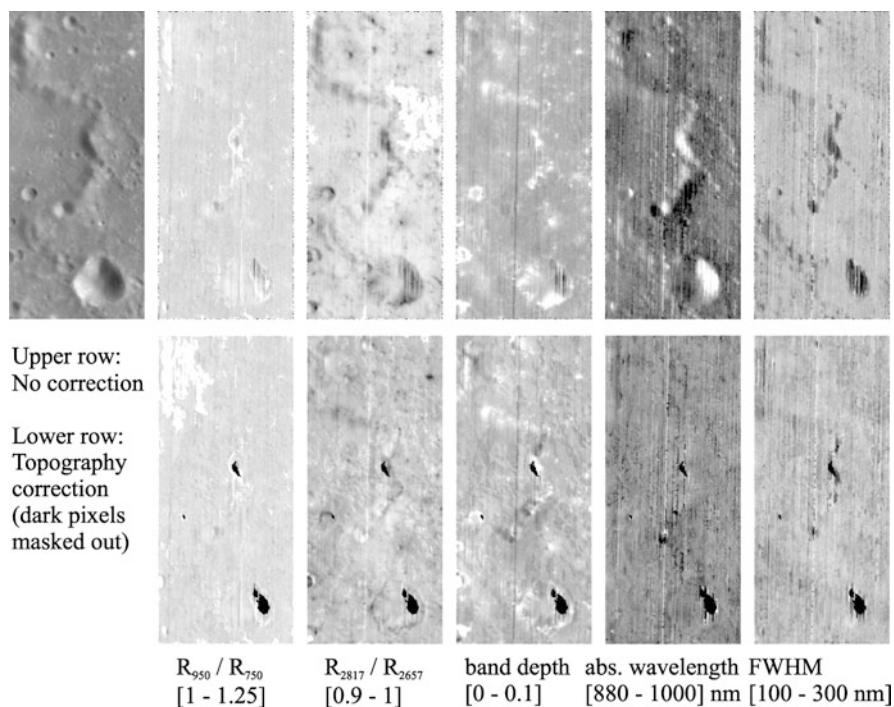 Upper row:
No correction
Lower row:
Topography
correction
(dark pixels
masked out)
R₉₅₀ / R₇₅₀
[1 - 1.25]
R₂₈₁₇ / R₂₆₅₇
[0.9 - 1]
band depth
[0 - 0.1]
abs. wavelength
[880 - 1000] nm
FWHM
[100 - 300 nm]